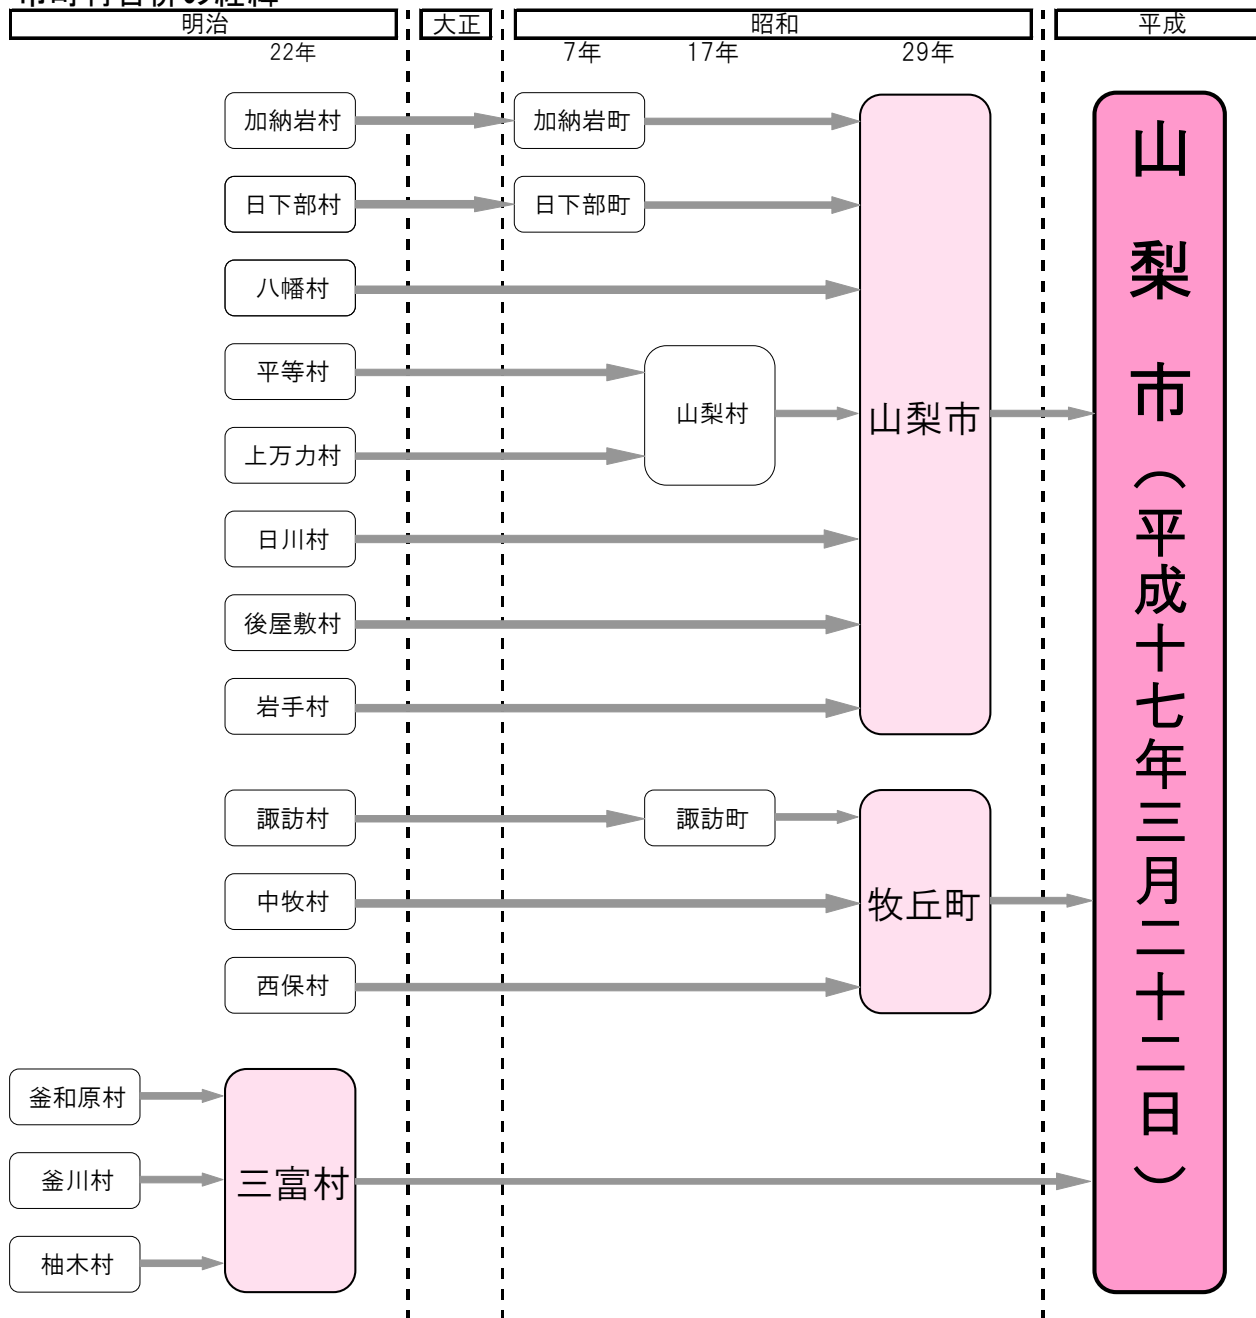 明治 大正 昭和 平成
22年 7年 17年 29年
加納岩村 加納岩町
日下部村 日下部町
八幡村
平等村
山梨村
上万力村
山梨市
日川村
後屋敷村
岩手村
諏訪村 諏訪町
中牧村
牧丘町
西保村
釜和原村
釜川村
三富村
柚木村
山梨市(平成十七年三月二十二日)